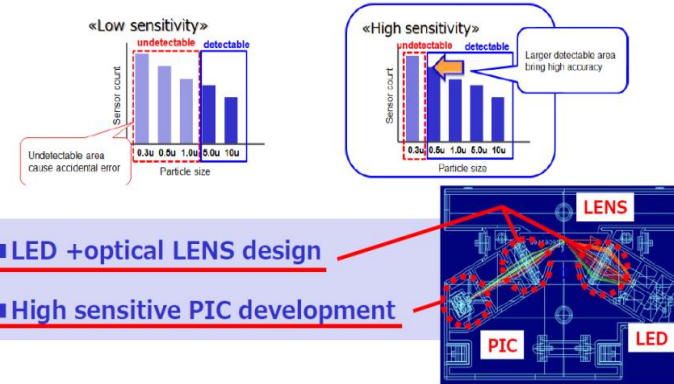 «Low sensitivity»
undetectable detectable
Sensor count
0.3u 0.5u 1.0u 5.0u 10u
Particle size
Undetectable area
cause accidental error
«High sensitivity»
undetectable detectable
Sensor count
0.3u 0.5u 1.0u 5.0u 10u
Particle size
Larger detectable area
bring high accuracy
LED +optical LENS design
High sensitive PIC development
LENS
PIC
LED